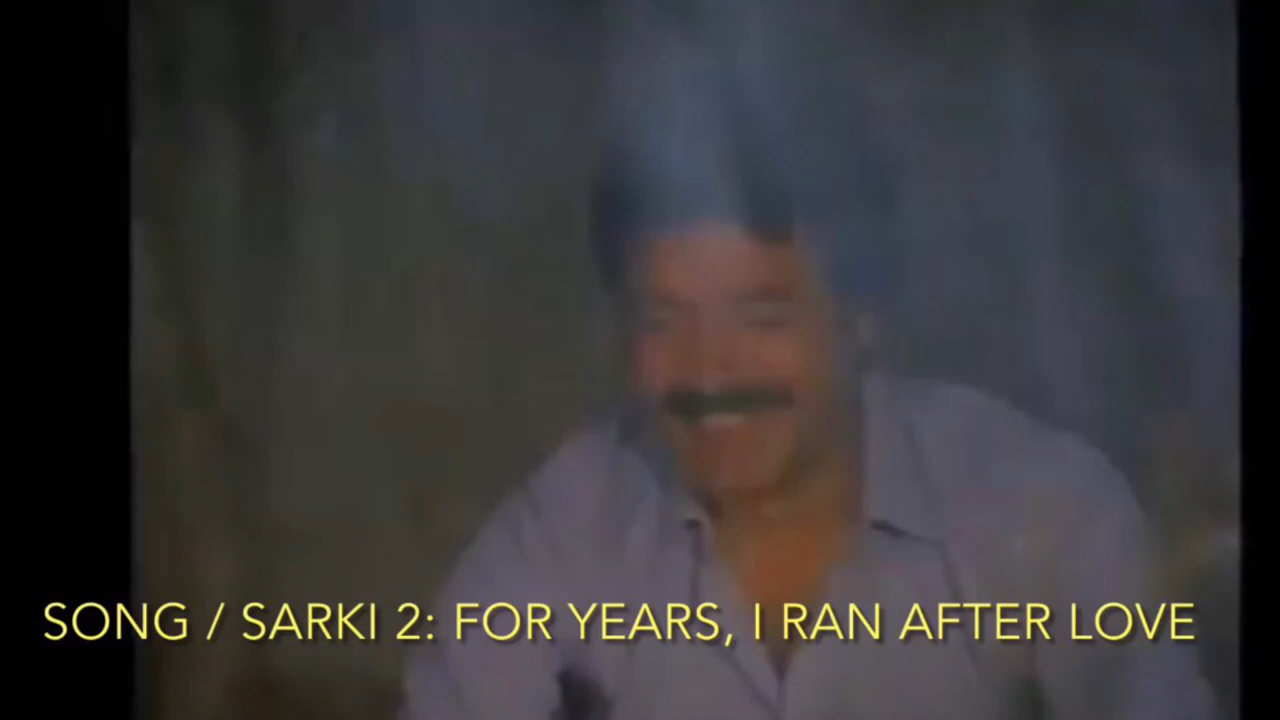 SONG / SARKI 2: FOR YEARS, I RAN AFTER LOVE